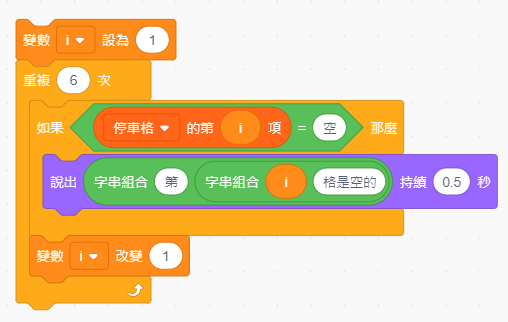 變數 i 設為 1
重複 6 次
如果 停車格 的第 i 項 = 空 那麼
說出 字串組合 第 字串組合 i 格是空的 持續 0.5 秒
變數 i 改變 1